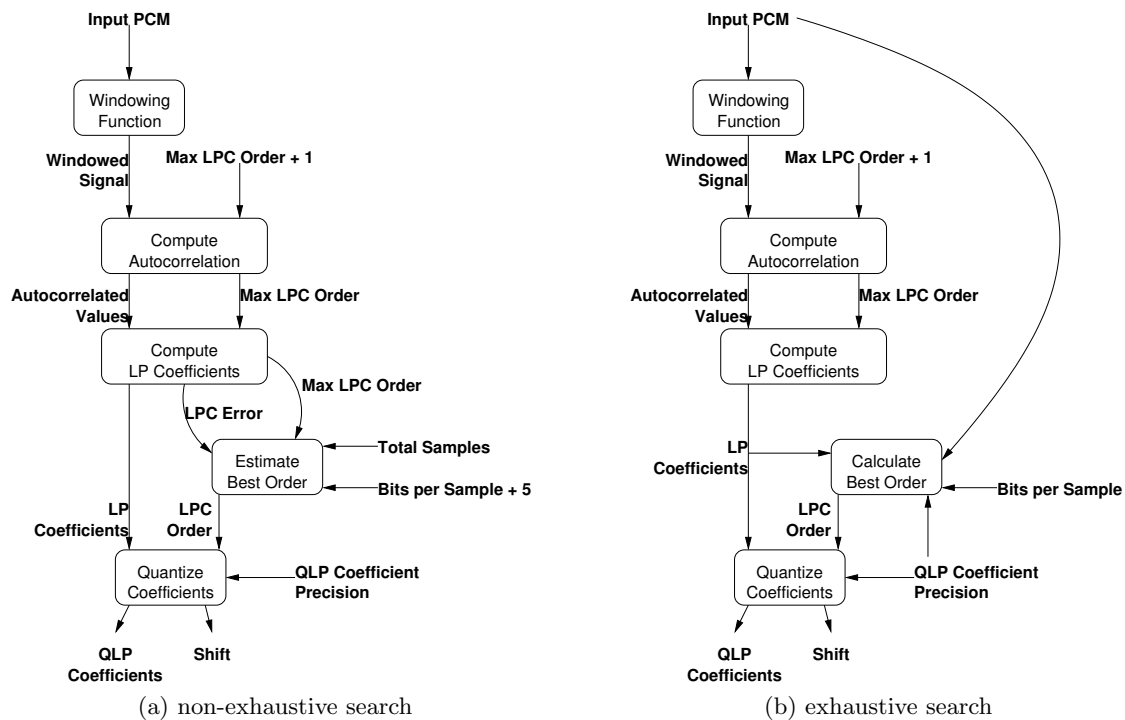 Input PCM
Windowing
Function
Windowed
Signal
Max LPC Order + 1
Compute
Autocorrelation
Autocorrelated
Values
Max LPC Order
Compute
LP Coefficients
Max LPC Order
LPC Error
Estimate
Best Order
Total Samples
Bits per Sample + 5
LP
Coefficients
LPC
Order
Quantize
Coefficients
QLP Coefficient
Precision
QLP
Coefficients
Shift
(a) non-exhaustive search
Input PCM
Windowing
Function
Windowed
Signal
Max LPC Order + 1
Compute
Autocorrelation
Autocorrelated
Values
Max LPC Order
Compute
LP Coefficients
LP
Coefficients
Calculate
Best Order
Bits per Sample
LPC
Order
Quantize
Coefficients
QLP Coefficient
Precision
QLP
Coefficients
Shift
(b) exhaustive search